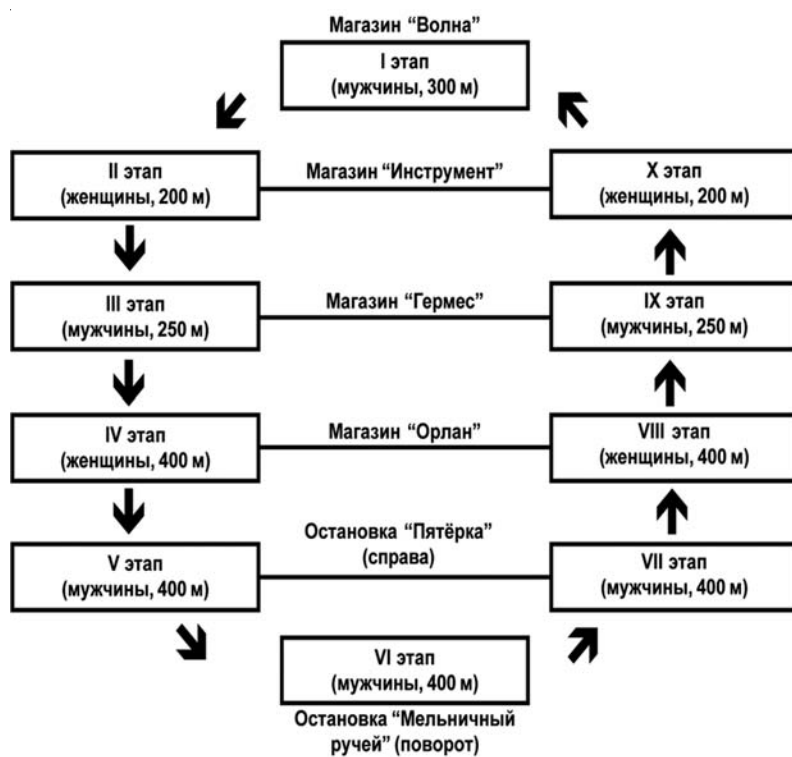 Магазин “Волна”
I этап
(мужчины, 300 м)
II этап
(женщины, 200 м)
Магазин “Инструмент”
X этап
(женщины, 200 м)
III этап
(мужчины, 250 м)
Магазин “Гермес”
IX этап
(мужчины, 250 м)
IV этап
(женщины, 400 м)
Магазин “Орлан”
VIII этап
(женщины, 400 м)
V этап
(мужчины, 400 м)
Остановка “Пятёрка”
(справа)
VII этап
(мужчины, 400 м)
VI этап
(мужчины, 400 м)
Остановка “Мельничный
ручей” (поворот)